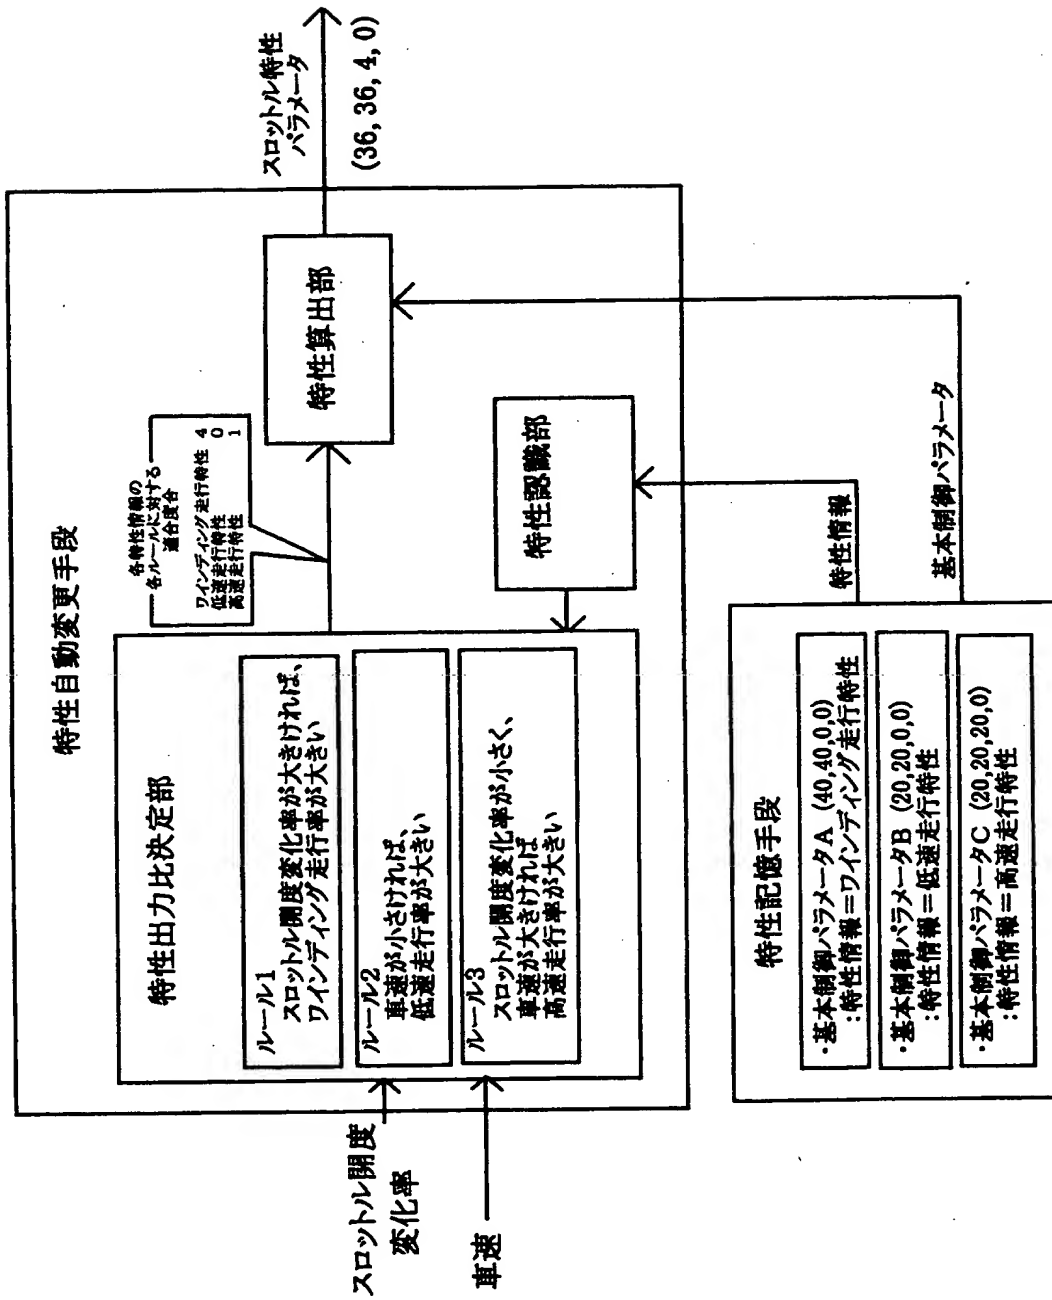 特性自動変更手段
特性出力比決定部
ルール1
スロットル開度変化率が大きければ、
ワインディング走行率が大きい
ルール2
車速が小さければ、
低速走行率が大きい
ルール3
スロットル開度変化率が小さく、
車速が大きければ
高速走行率が大きい
スロットル開度
変化率
車速
各特性情報の
各ルールに対する
適合度合
ワインディング走行特性 4
低速走行特性 0
高速走行特性 1
特性算出部
特性認識部
スロットル特性
パラメータ
(36, 36, 4, 0)
特性情報
基本制御パラメータ
特性記憶手段
・基本制御パラメータA (40,40,0,0)
:特性情報=ワインディング走行特性
・基本制御パラメータB (20,20,0,0)
:特性情報=低速走行特性
・基本制御パラメータC (20,20,20,0)
:特性情報=高速走行特性